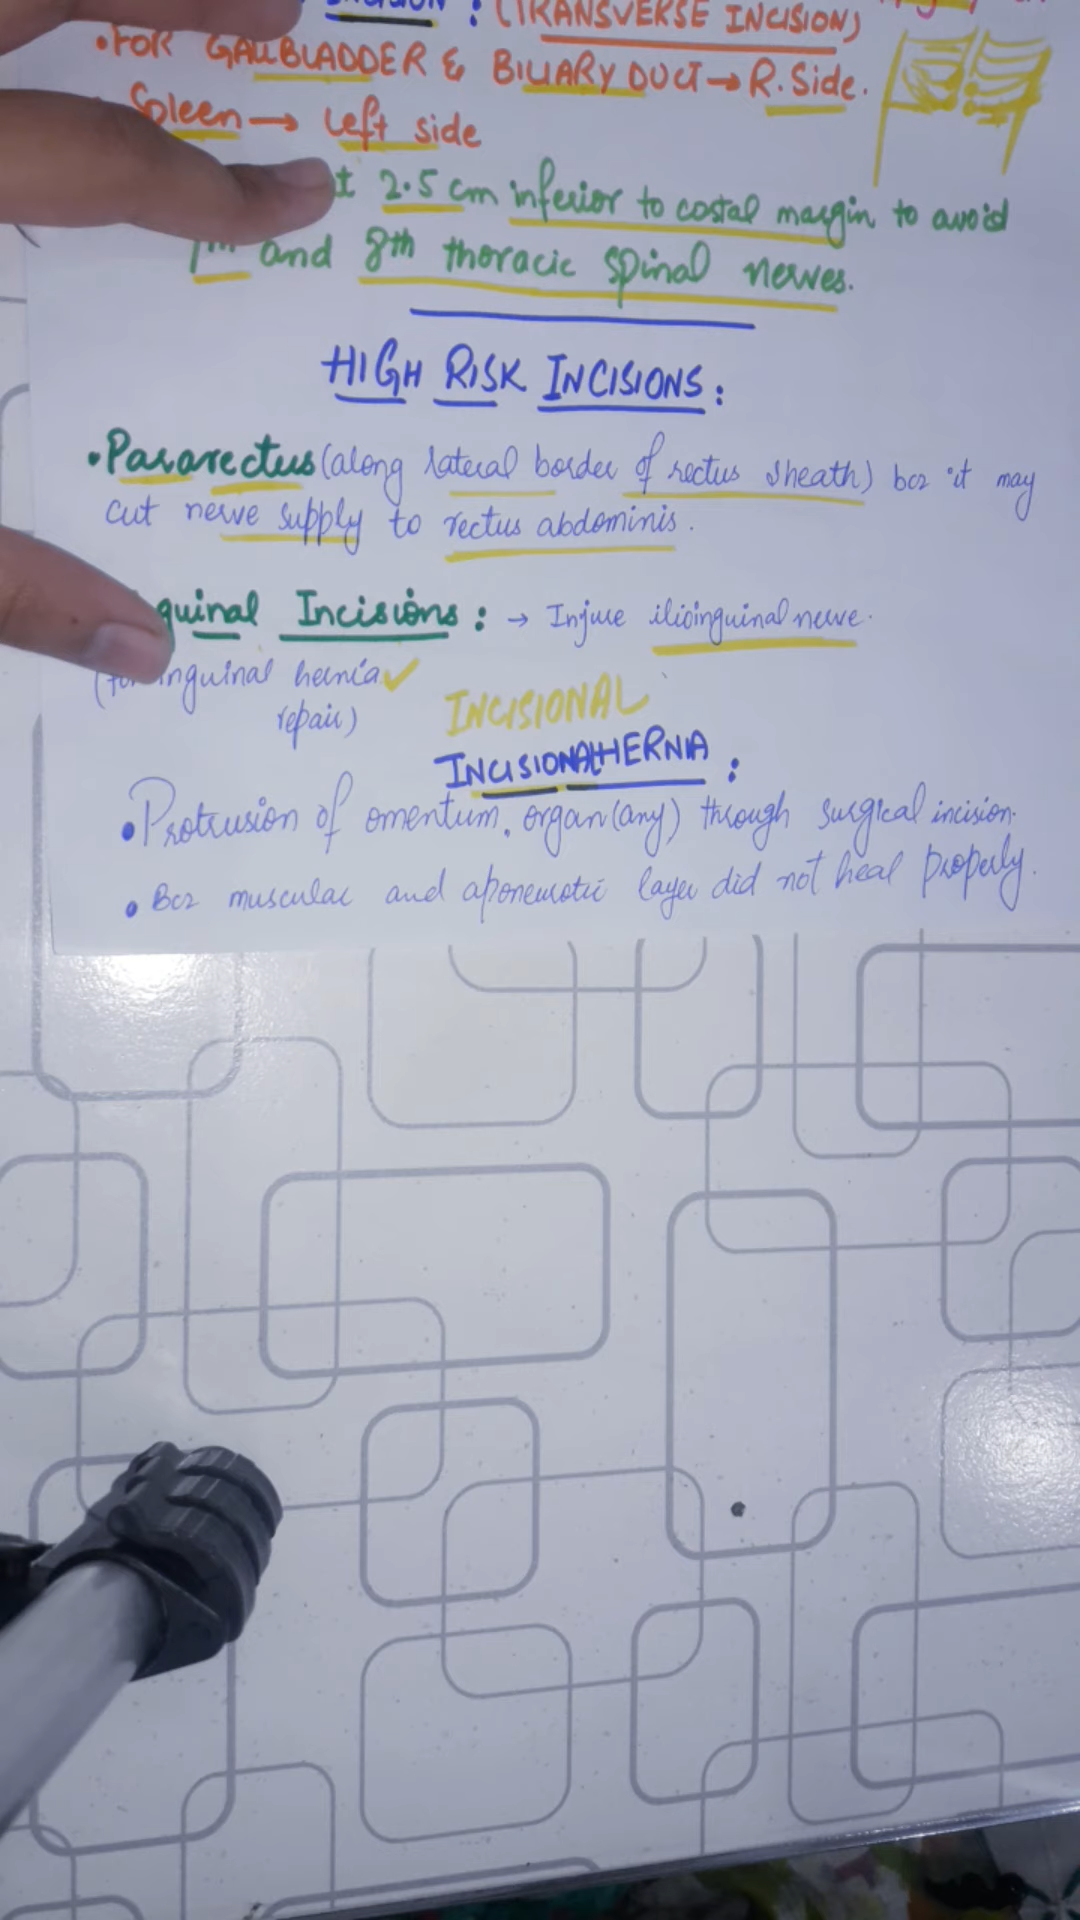 : (TRANSVERSE INCISION)
•FOR GALLBLADDER & BILIARY DUCT→ R. Side.
Spleen → left side
2.5 cm inferior to costal margin to avoid
and 8th thoracic spinal nerves.
HIGH RISK INCISIONS:
•Pararectus (along lateral border of rectus sheath) bcz it may
cut nerve supply to rectus abdominis.
guinal Incisions: → Injure ilioinguinal nerve.
inguinal hernia ✓
repair)
INCISIONAL
INCISIONAL HERNIA :
• Protrusion of omentum, organ (any) through surgical incision.
• Bcz muscular and aponeurotic layer did not heal properly.